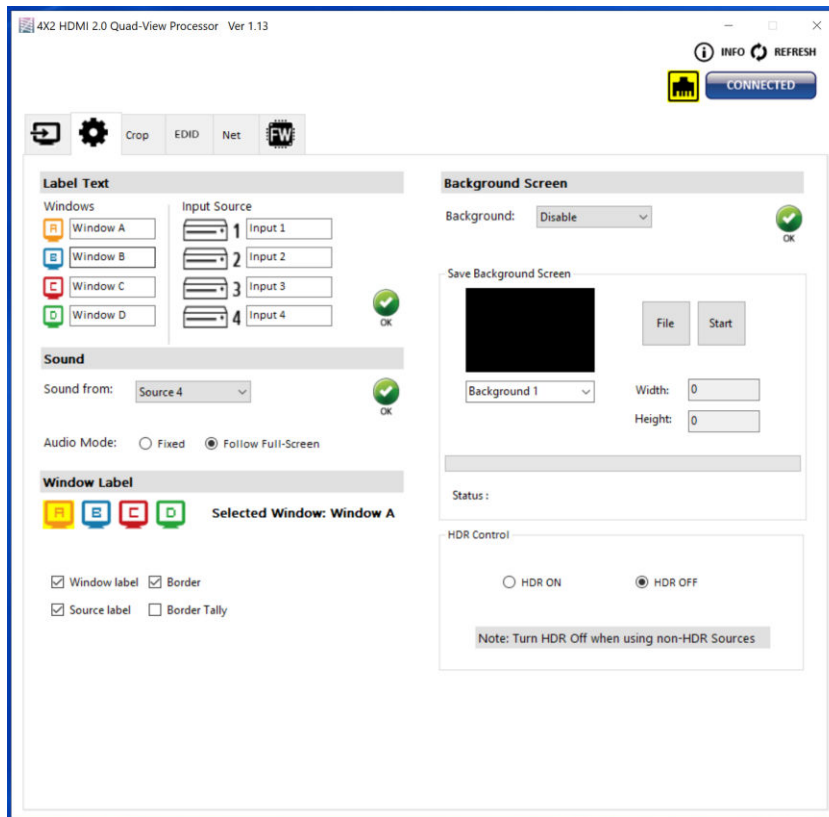 4X2 HDMI 2.0 Quad-View Processor Ver 1.13
INFO REFRESH
CONNECTED
Crop EDID Net FW
Label Text
Windows Input Source
A Window A 1 Input 1
B Window B 2 Input 2
C Window C 3 Input 3
D Window D 4 Input 4
OK
Sound
Sound from: Source 4
OK
Audio Mode: Fixed Follow Full-Screen
Window Label
A B C D Selected Window: Window A
Window label Border
Source label Border Tally
Background Screen
Background: Disable
OK
Save Background Screen
File Start
Background 1 Width: 0
Height: 0
Status :
HDR Control
HDR ON HDR OFF
Note: Turn HDR Off when using non-HDR Sources